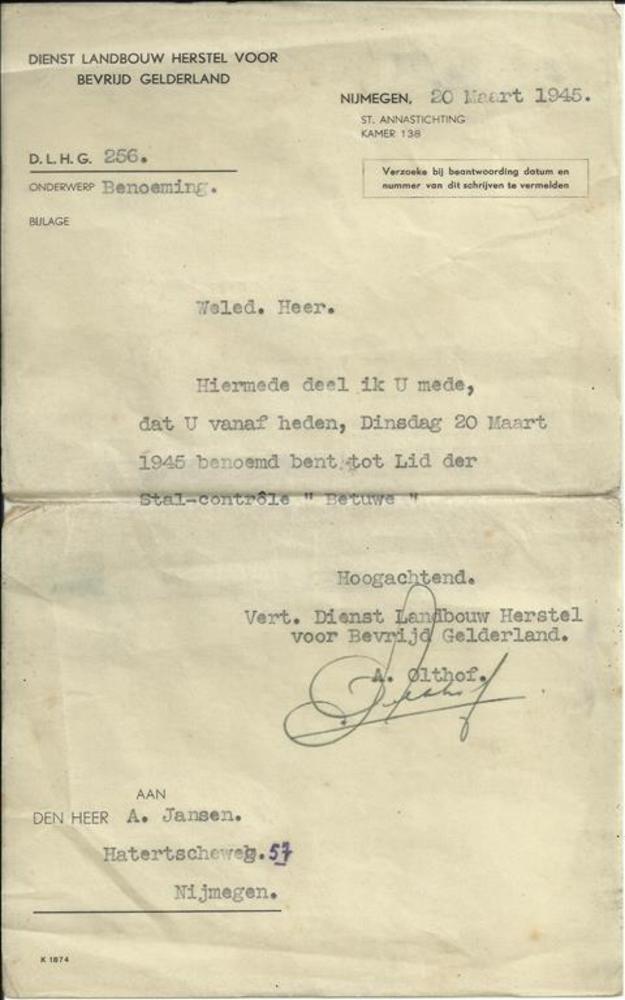 DIENST LANDBOUW HERSTEL VOOR
BEVRIJD GELDERLAND
NIJMEGEN, 20 Maart 1945.
ST. ANNASTICHTING
KAMER 138
D.L.H.G. 256.
ONDERWERP Benoeming.
Verzoeke bij beantwoording datum en
nummer van dit schrijven te vermelden
BIJLAGE
Weled. Heer.
Hiermede deel ik U mede,
dat U vanaf heden, Dinsdag 20 Maart
1945 benoemd bent tot Lid der
Stal-contrôle " Betuwe "
Hoogachtend.
Vert. Dienst Landbouw Herstel
voor Bevrijd Gelderland.
A. Olthof.
AAN
DEN HEER A. Jansen.
Hatertscheweg. 57
Nijmegen.
K 1874